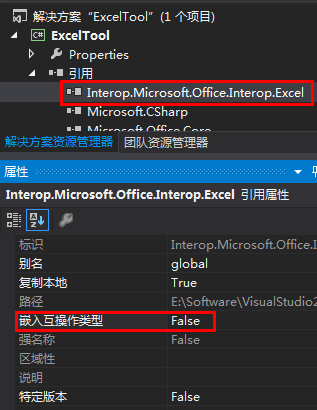 解决方案 "ExcelTool" (1 个项目)
ExcelTool
Properties
引用
Interop.Microsoft.Office.Interop.Excel
Microsoft.CSharp
Microsoft.Office.Core
解决方案资源管理器 团队资源管理器
属性
Interop.Microsoft.Office.Interop.Excel 引用属性
标识 Interop.Microsoft.Office.I
别名 global
复制本地 True
路径 E:\Software\VisualStudio2
嵌入互操作类型 False
强名称 False
区域性
说明
特定版本 False